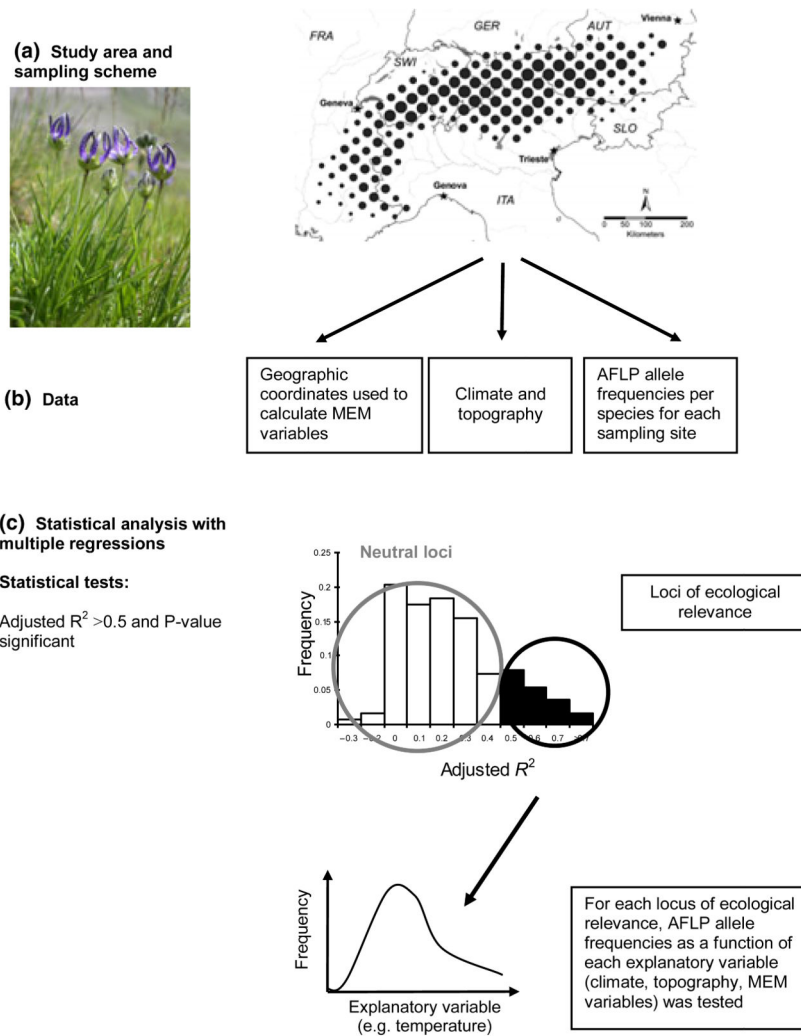 (a) Study area and
sampling scheme
FRA
GER
AUT
Vienna
SWI
Geneva
SLO
Trieste
Genova
ITA
N
0 50 100 200
Kilometers
(b) Data
Geographic
coordinates used to
calculate MEM
variables
Climate and
topography
AFLP allele
frequencies per
species for each
sampling site
(c) Statistical analysis with
multiple regressions
Statistical tests:
Adjusted R² >0.5 and P-value
significant
Neutral loci
Frequency
0.25
0.2
0.15
0.1
0.05
0
–0.3 0 0.1 0.2 0.4 0.5 0.7
Adjusted R²
Loci of ecological
relevance
Frequency
Explanatory variable
(e.g. temperature)
For each locus of ecological
relevance, AFLP allele
frequencies as a function of
each explanatory variable
(climate, topography, MEM
variables) was tested